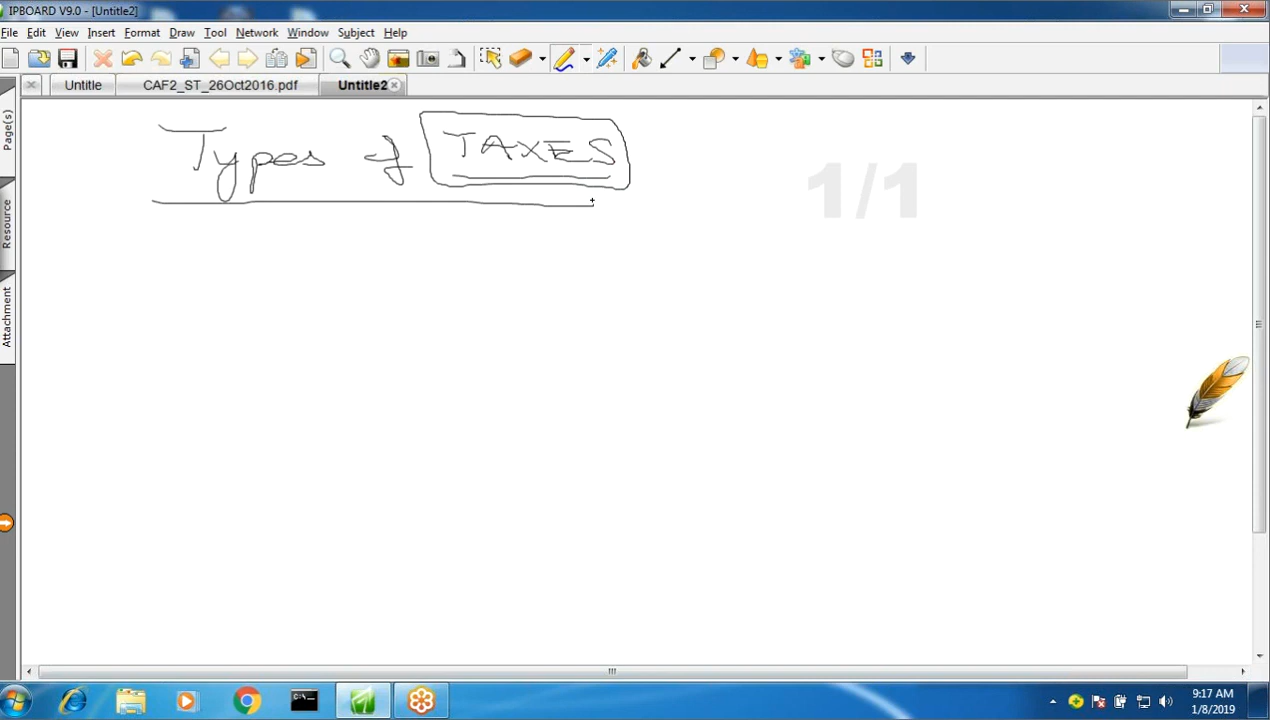 IPBOARD V9.0 - [Untitle2]
File Edit View Insert Format Draw Tool Network Window Subject Help
Untitle CAF2_ST_26Oct2016.pdf Untitle2
Page(s)
Resource
Attachment
Types of TAXES
1/1
9:17 AM
1/8/2019